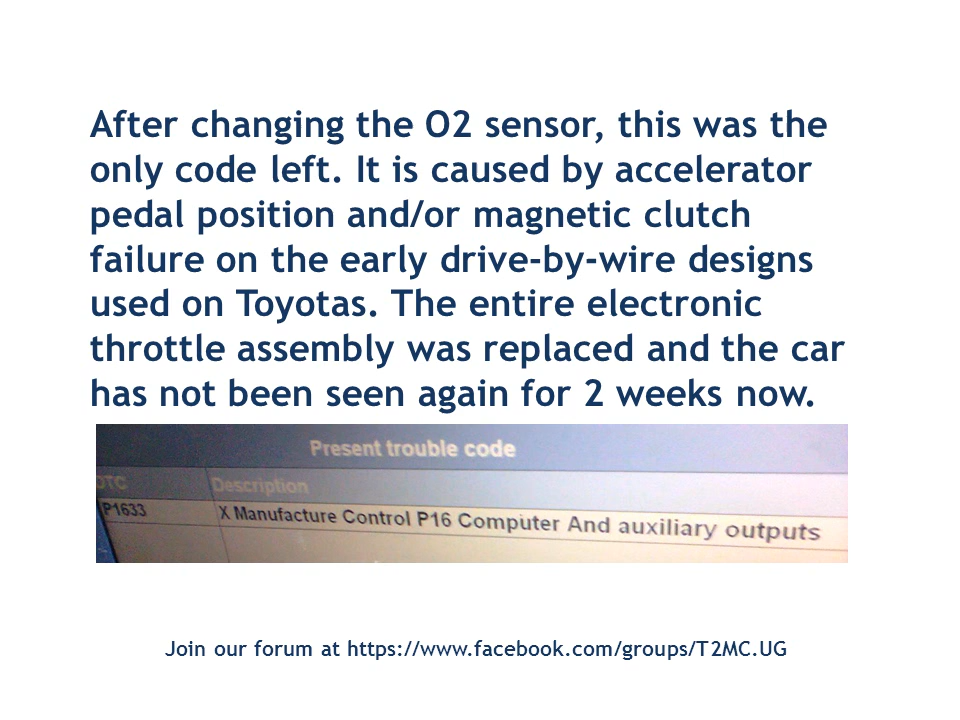 After changing the O2 sensor, this was the
only code left. It is caused by accelerator
pedal position and/or magnetic clutch
failure on the early drive-by-wire designs
used on Toyotas. The entire electronic
throttle assembly was replaced and the car
has not been seen again for 2 weeks now.
Present trouble code
DTC Description
P1633 X Manufacture Control P16 Computer And auxiliary outputs
Join our forum at https://www.facebook.com/groups/T2MC.UG